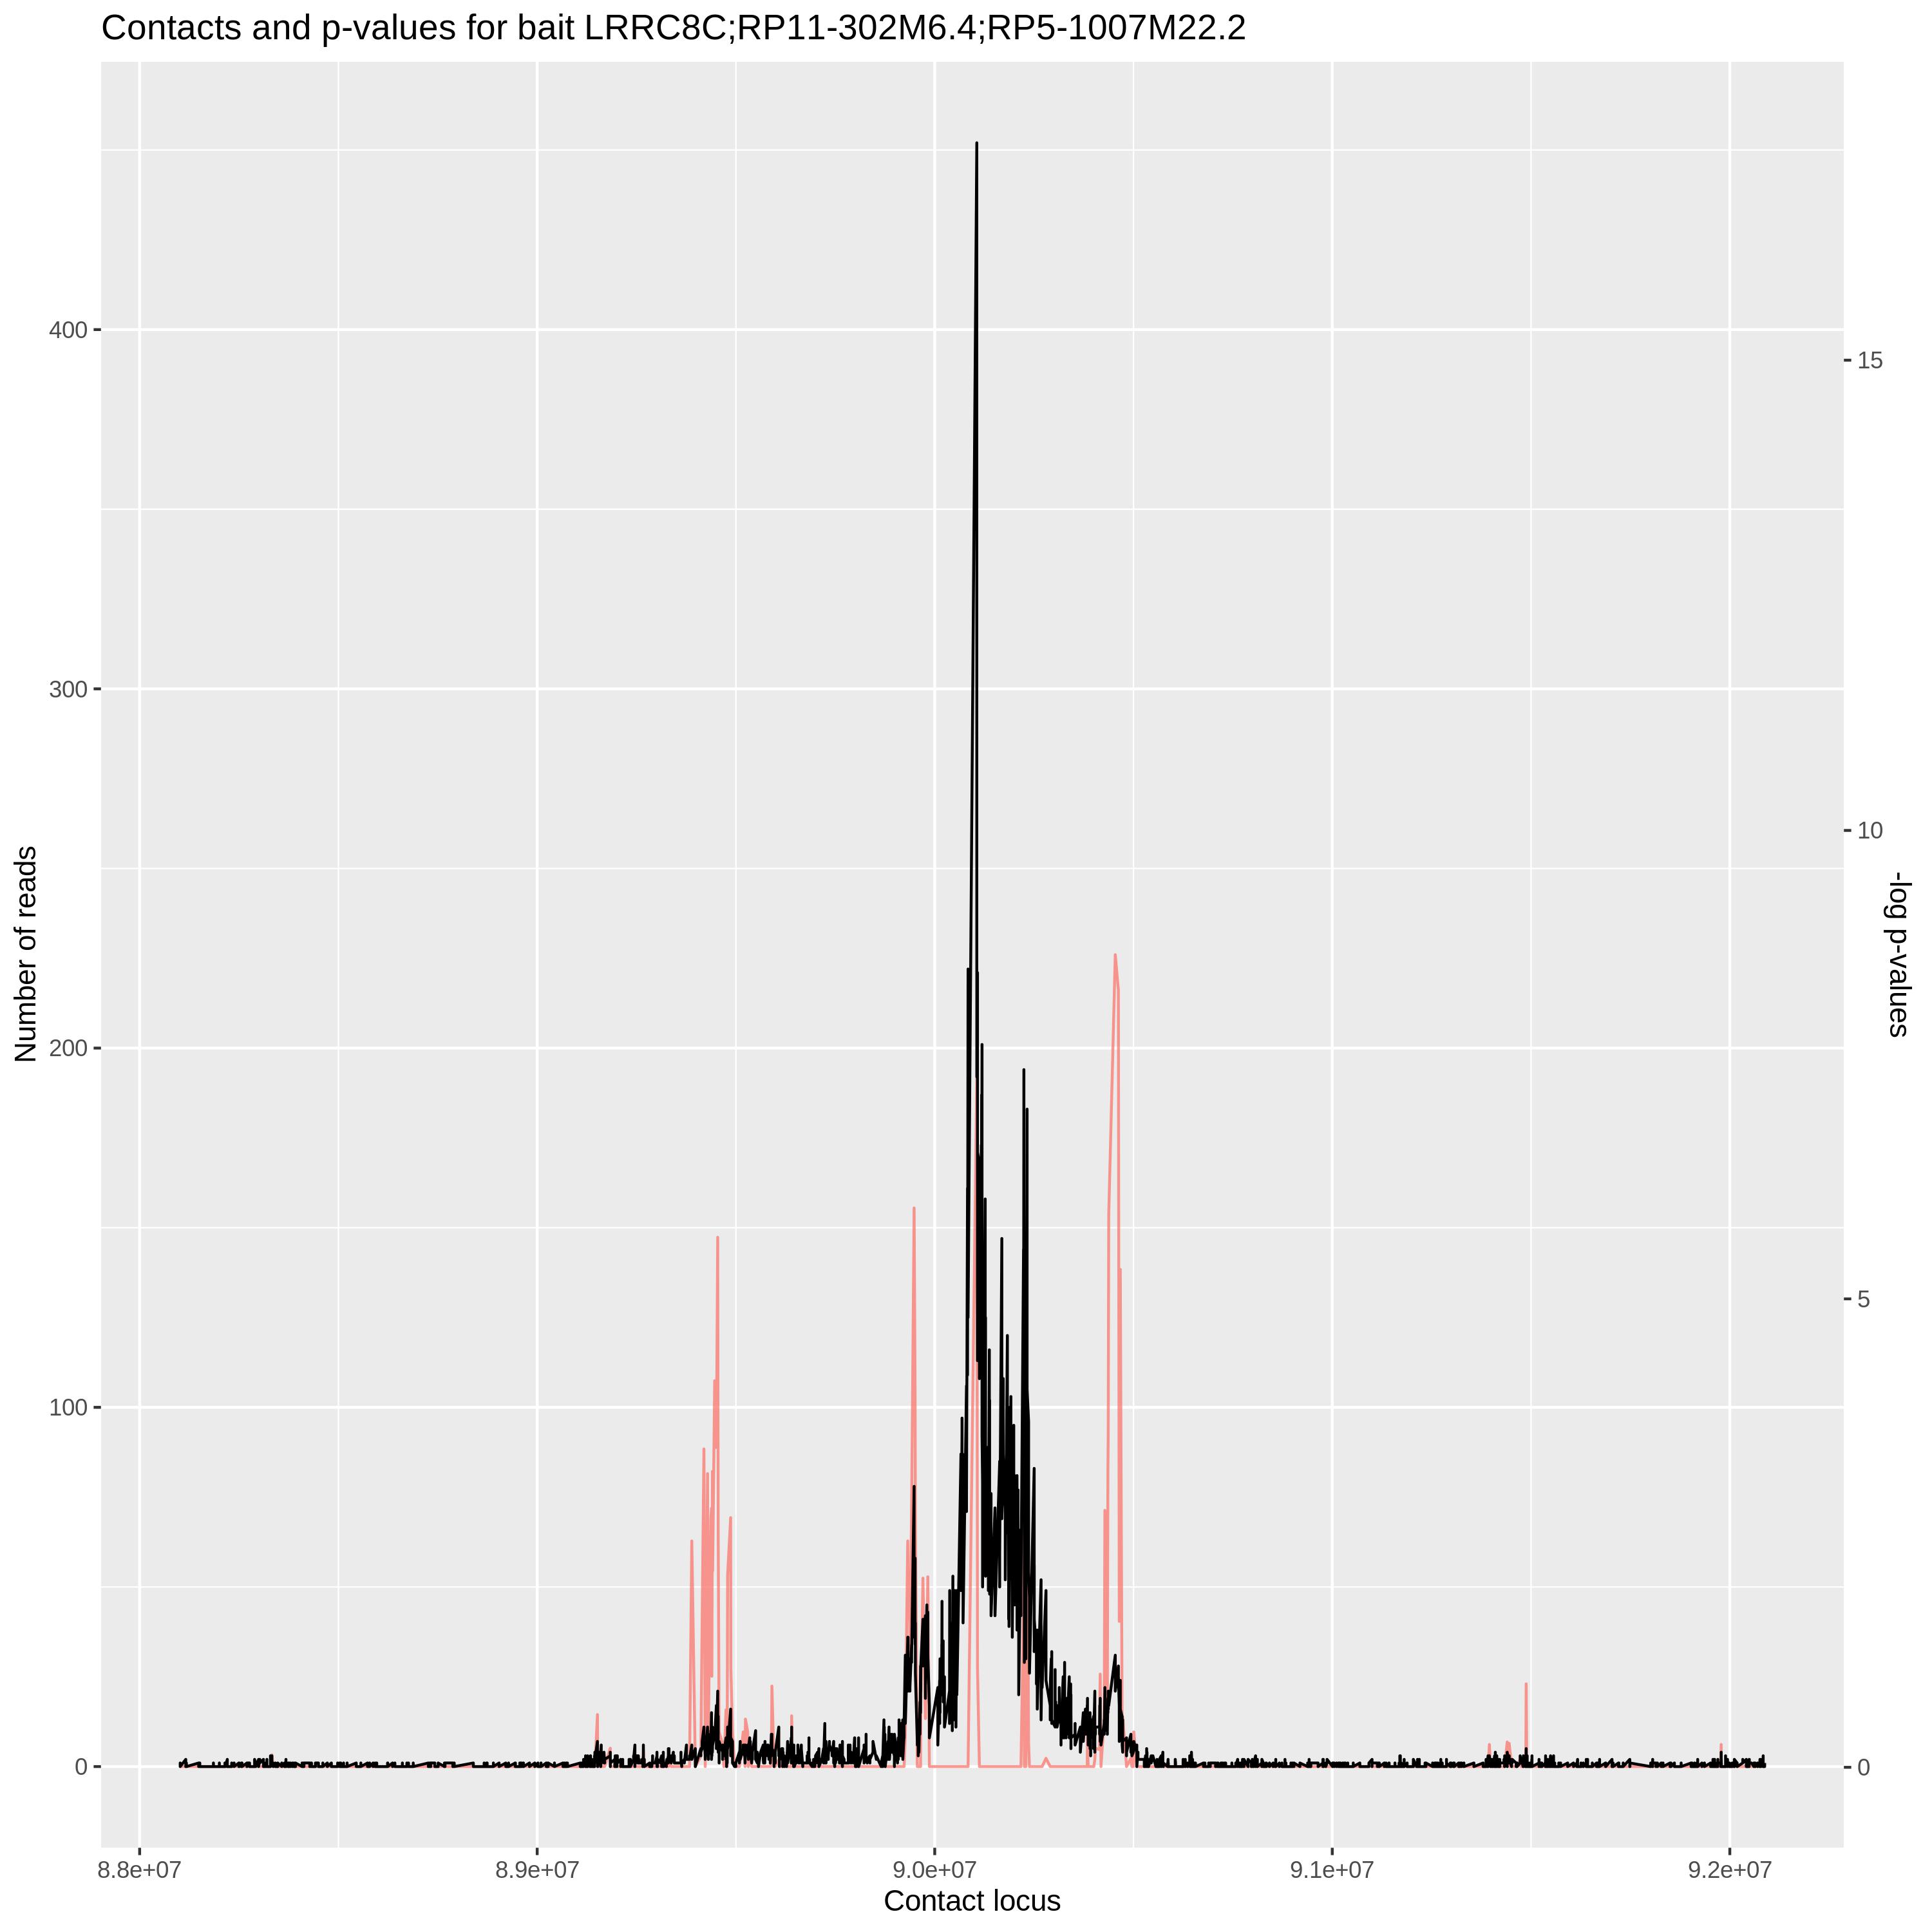 Contacts and p-values for bait LRRC8C;RP11-302M6.4;RP5-1007M22.2
400
300
200
100
0
Number of reads
15
10
5
0
-log p-values
8.8e+07 8.9e+07 9.0e+07 9.1e+07 9.2e+07
Contact locus